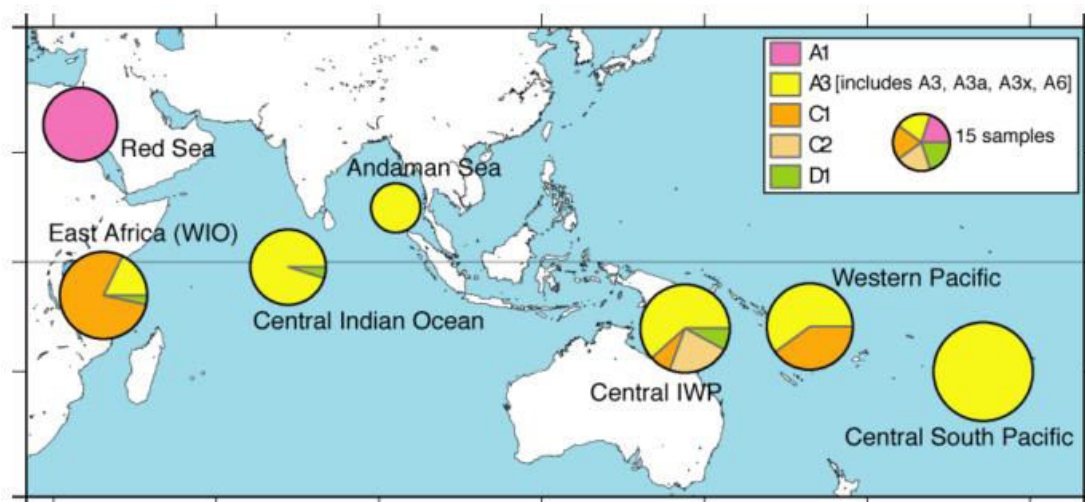 A1
A3 [includes A3, A3a, A3x, A6]
C1
C2
D1
15 samples
Red Sea
Andaman Sea
East Africa (WIO)
Central Indian Ocean
Western Pacific
Central IWP
Central South Pacific